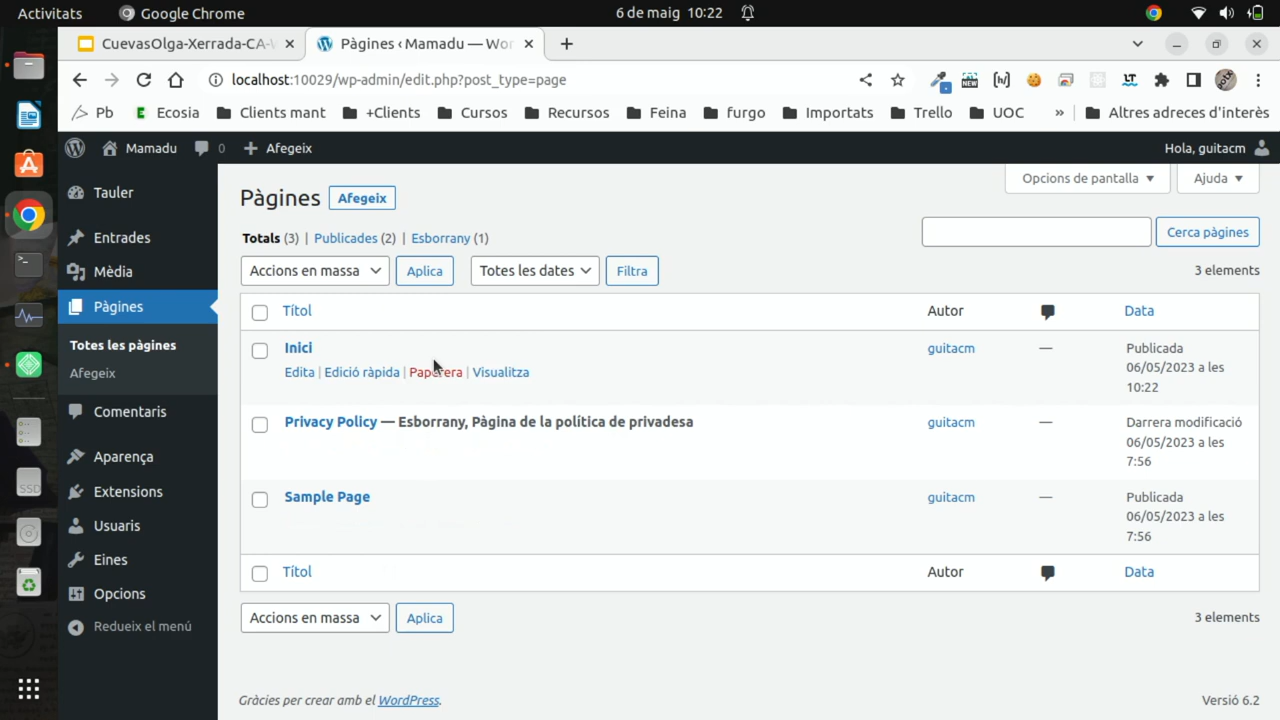 Activitats
Google Chrome
6 de maig 10:22
CuevasOlga-Xerrada-CA-V
Pàgines ‹ Mamadu — Wor
localhost:10029/wp-admin/edit.php?post_type=page
Pb
Ecosia
Clients mant
+Clients
Cursos
Recursos
Feina
furgo
Importats
Trello
UOC
»
Altres adreces d'interès
Mamadu
0
Afegeix
Hola, guitacm
Tauler
Entrades
Mèdia
Pàgines
Totes les pàgines
Afegeix
Comentaris
Aparença
Extensions
Usuaris
Eines
Opcions
Redueix el menú
Opcions de pantalla
Ajuda
Pàgines
Afegeix
Totals (3) | Publicades (2) | Esborrany (1)
Cerca pàgines
Accions en massa
Aplica
Totes les dates
Filtra
3 elements
Títol
Autor
Data
Inici
guitacm
—
Publicada
06/05/2023 a les
10:22
Edita | Edició ràpida | Paperera | Visualitza
Privacy Policy — Esborrany, Pàgina de la política de privadesa
guitacm
—
Darrera modificació
06/05/2023 a les
7:56
Sample Page
guitacm
—
Publicada
06/05/2023 a les
7:56
Títol
Autor
Data
Accions en massa
Aplica
3 elements
Gràcies per crear amb el WordPress.
Versió 6.2
SSD
NEW
LT